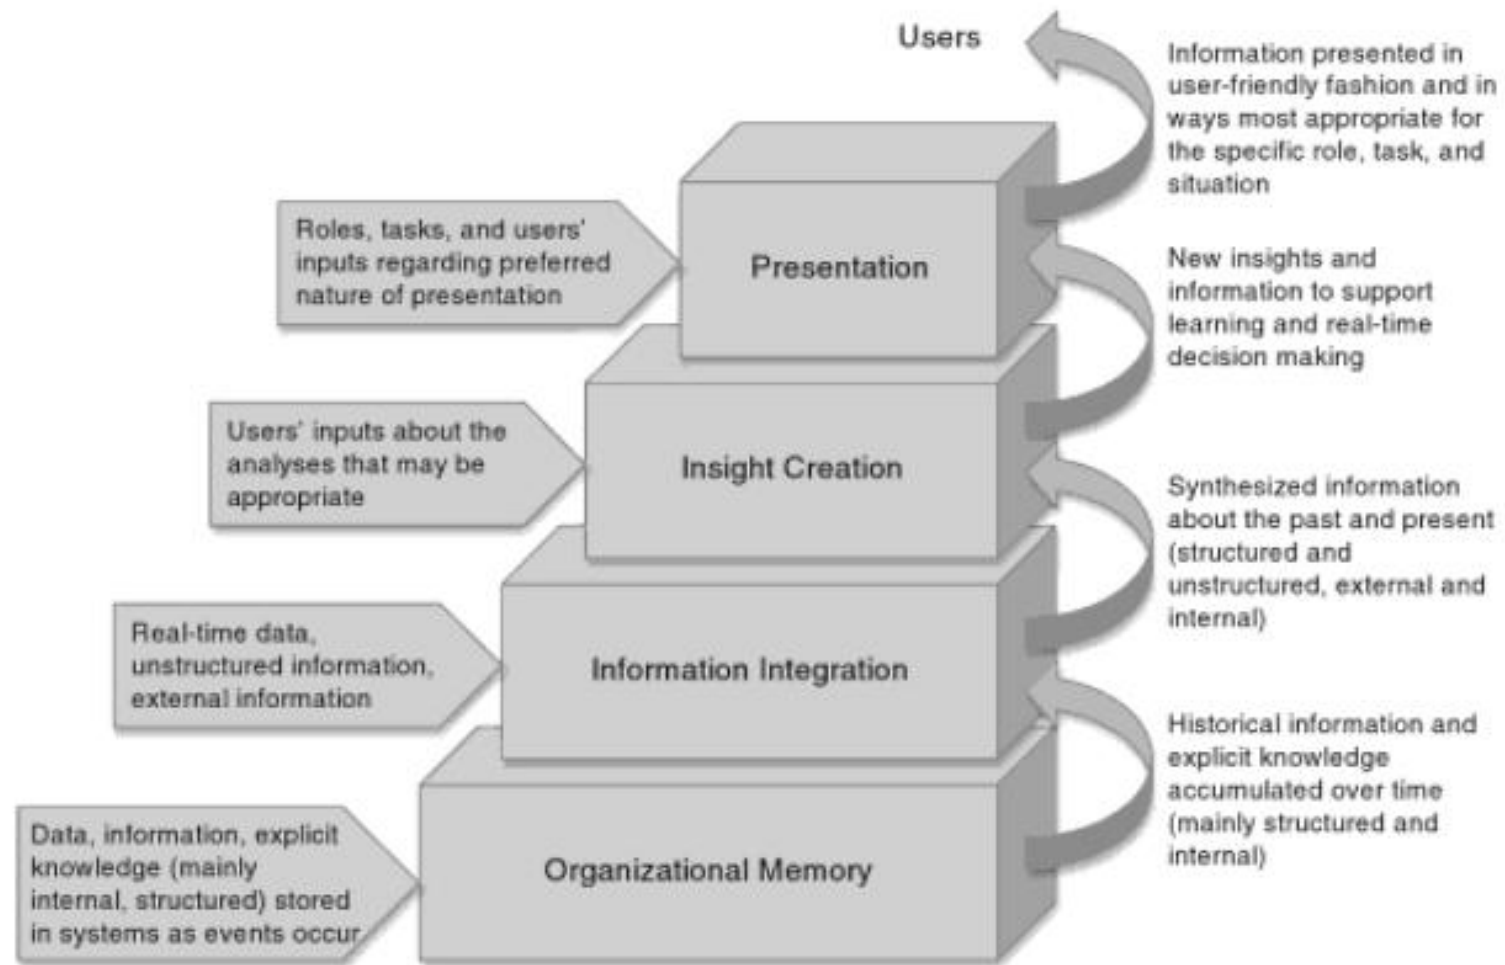 Users
Information presented in
user-friendly fashion and in
ways most appropriate for
the specific role, task, and
situation
Roles, tasks, and users'
inputs regarding preferred
nature of presentation
Presentation
New insights and
information to support
learning and real-time
decision making
Users' inputs about the
analyses that may be
appropriate
Insight Creation
Synthesized information
about the past and present
(structured and
unstructured, external and
internal)
Real-time data,
unstructured information,
external information
Information Integration
Historical information and
explicit knowledge
accumulated over time
(mainly structured and
internal)
Data, information, explicit
knowledge (mainly
internal, structured) stored
in systems as events occur
Organizational Memory